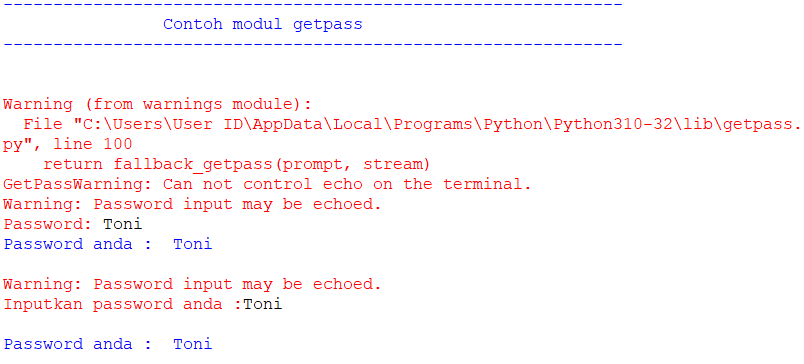 --------------------------------------------------------------
Contoh modul getpass
--------------------------------------------------------------
Warning (from warnings module):
  File "C:\Users\User ID\AppData\Local\Programs\Python\Python310-32\lib\getpass.
py", line 100
    return fallback_getpass(prompt, stream)
GetPassWarning: Can not control echo on the terminal.
Warning: Password input may be echoed.
Password: Toni
Password anda :  Toni
Warning: Password input may be echoed.
Inputkan password anda :Toni
Password anda :  Toni